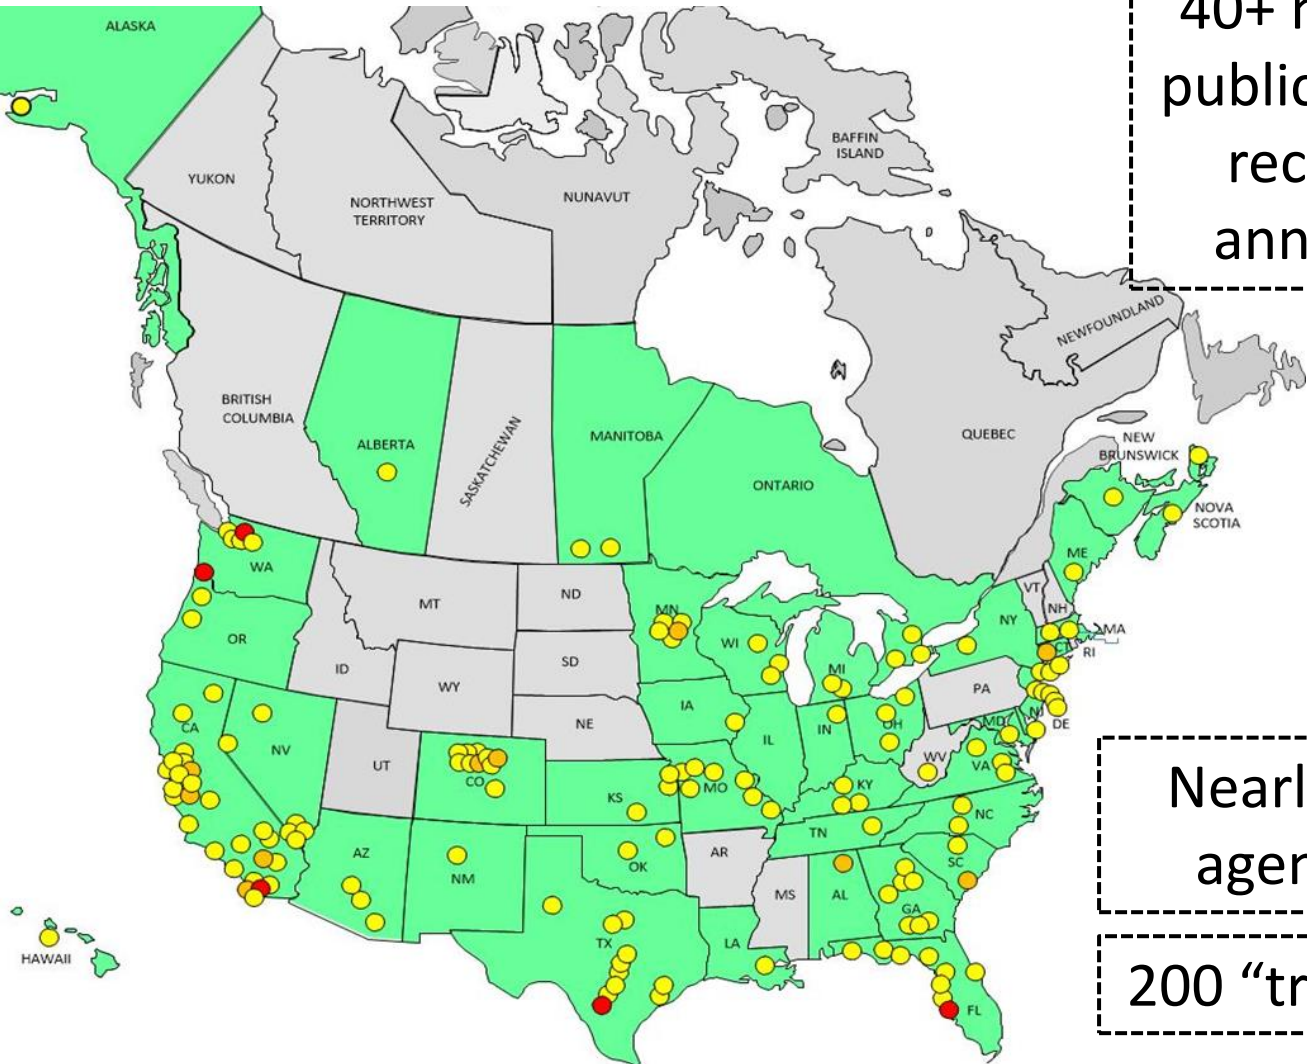 ALASKA
40+ r
public
rec
ann
YUKON
NORTHWEST
TERRITORY
NUNAVUT
BAFFIN
ISLAND
NEWFOUNDLAND
BRITISH
COLUMBIA
ALBERTA
SASKATCHEWAN
MANITOBA
ONTARIO
QUEBEC
NEW
BRUNSWICK
NOVA
SCOTIA
WA
MT
ND
MN
ME
VT
NH
NY
MA
CT
RI
OR
ID
SD
WI
MI
WY
PA
IA
NE
CA
NV
UT
CO
IL
IN
OH
NJ
MD
DE
WV
VA
KS
MO
KY
Nearl
ager
NC
TN
AZ
NM
OK
AR
SC
MS
AL
GA
TX
LA
HAWAII
FL
200 “tr